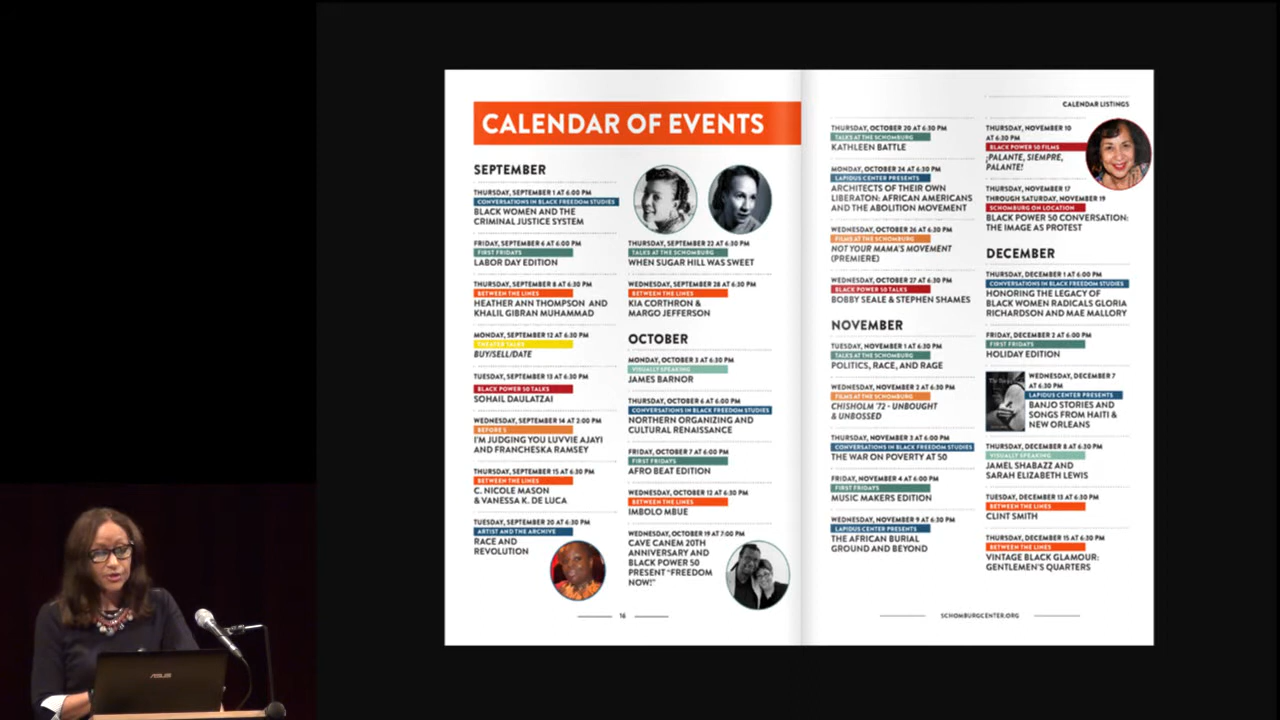 CALENDAR OF EVENTS
SEPTEMBER
THURSDAY, SEPTEMBER 1 AT 6:00 PM
CONVERSATIONS IN BLACK FREEDOM STUDIES
BLACK WOMEN AND THE
CRIMINAL JUSTICE SYSTEM
FRIDAY, SEPTEMBER 6 AT 6:00 PM
FIRST FRIDAYS
LABOR DAY EDITION
THURSDAY, SEPTEMBER 8 AT 6:30 PM
BETWEEN THE LINES
HEATHER ANN THOMPSON AND
KHALIL GIBRAN MUHAMMAD
MONDAY, SEPTEMBER 12 AT 6:30 PM
THEATER TALKS
BUY/SELL/DATE
TUESDAY, SEPTEMBER 13 AT 6:30 PM
BLACK POWER 50 TALKS
SOHAIL DAULATZAI
WEDNESDAY, SEPTEMBER 14 AT 2:00 PM
BEFORE 5
I'M JUDGING YOU LUVVIE AJAYI
AND FRANCHESKA RAMSEY
THURSDAY, SEPTEMBER 15 AT 6:30 PM
BETWEEN THE LINES
C. NICOLE MASON
& VANESSA K. DE LUCA
TUESDAY, SEPTEMBER 20 AT 6:30 PM
ARTIST AND THE ARCHIVE
RACE AND
REVOLUTION
THURSDAY, SEPTEMBER 22 AT 6:30 PM
TALKS AT THE SCHOMBURG
WHEN SUGAR HILL WAS SWEET
WEDNESDAY, SEPTEMBER 28 AT 6:30 PM
BETWEEN THE LINES
KIA CORTHRON &
MARGO JEFFERSON
OCTOBER
MONDAY, OCTOBER 3 AT 6:30 PM
VISUALLY SPEAKING
JAMES BARNOR
THURSDAY, OCTOBER 6 AT 6:30 PM
CONVERSATIONS IN BLACK FREEDOM STUDIES
NORTHERN ORGANIZING AND
CULTURAL RENAISSANCE
FRIDAY, OCTOBER 7 AT 6:00 PM
FIRST FRIDAYS
AFRO BEAT EDITION
WEDNESDAY, OCTOBER 12 AT 6:30 PM
BETWEEN THE LINES
IMBOLO MBUE
WEDNESDAY, OCTOBER 19 AT 7:00 PM
CAVE CANEM 20TH
ANNIVERSARY AND
BLACK POWER 50
PRESENT "FREEDOM
NOW!"
16
THURSDAY, OCTOBER 20 AT 6:30 PM
TALKS AT THE SCHOMBURG
KATHLEEN BATTLE
MONDAY, OCTOBER 24 AT 6:30 PM
LAPIDUS CENTER PRESENTS
ARCHITECTS OF THEIR OWN
LIBERATON: AFRICAN AMERICANS
AND THE ABOLITION MOVEMENT
WEDNESDAY, OCTOBER 26 AT 6:30 PM
FILMS AT THE SCHOMBURG
NOT YOUR MAMA'S MOVEMENT
(PREMIERE)
WEDNESDAY, OCTOBER 27 AT 6:30 PM
BLACK POWER 50 TALKS
BOBBY SEALE & STEPHEN SHAMES
NOVEMBER
TUESDAY, NOVEMBER 1 AT 6:30 PM
TALKS AT THE SCHOMBURG
POLITICS, RACE, AND RAGE
WEDNESDAY, NOVEMBER 2 AT 6:30 PM
FILMS AT THE SCHOMBURG
CHISHOLM '72 - UNBOUGHT
& UNBOSSED
THURSDAY, NOVEMBER 3 AT 6:00 PM
CONVERSATIONS IN BLACK FREEDOM STUDIES
THE WAR ON POVERTY AT 50
FRIDAY, NOVEMBER 4 AT 6:00 PM
FIRST FRIDAYS
MUSIC MAKERS EDITION
WEDNESDAY, NOVEMBER 9 AT 6:30 PM
LAPIDUS CENTER PRESENTS
THE AFRICAN BURIAL
GROUND AND BEYOND
CALENDAR LISTINGS
THURSDAY, NOVEMBER 10
AT 6:30 PM
BLACK POWER 50 FILMS
¡PALANTE, SIEMPRE,
PALANTE!
THURSDAY, NOVEMBER 17
THROUGH SATURDAY, NOVEMBER 19
SCHOMBURG ON LOCATION
BLACK POWER 50 CONVERSATION:
THE IMAGE AS PROTEST
DECEMBER
THURSDAY, DECEMBER 1 AT 6:00 PM
CONVERSATIONS IN BLACK FREEDOM STUDIES
HONORING THE LEGACY OF
BLACK WOMEN RADICALS GLORIA
RICHARDSON AND MAE MALLORY
FRIDAY, DECEMBER 2 AT 6:00 PM
FIRST FRIDAYS
HOLIDAY EDITION
WEDNESDAY, DECEMBER 7
AT 6:30 PM
LAPIDUS CENTER PRESENTS
BANJO STORIES AND
SONGS FROM HAITI &
NEW ORLEANS
THURSDAY, DECEMBER 8 AT 6:30 PM
VISUALLY SPEAKING
JAMEL SHABAZZ AND
SARAH ELIZABETH LEWIS
TUESDAY, DECEMBER 13 AT 6:30 PM
BETWEEN THE LINES
CLINT SMITH
THURSDAY, DECEMBER 15 AT 6:30 PM
BETWEEN THE LINES
VINTAGE BLACK GLAMOUR:
GENTLEMEN'S QUARTERS
SCHOMBURGCENTER.ORG
ASUS